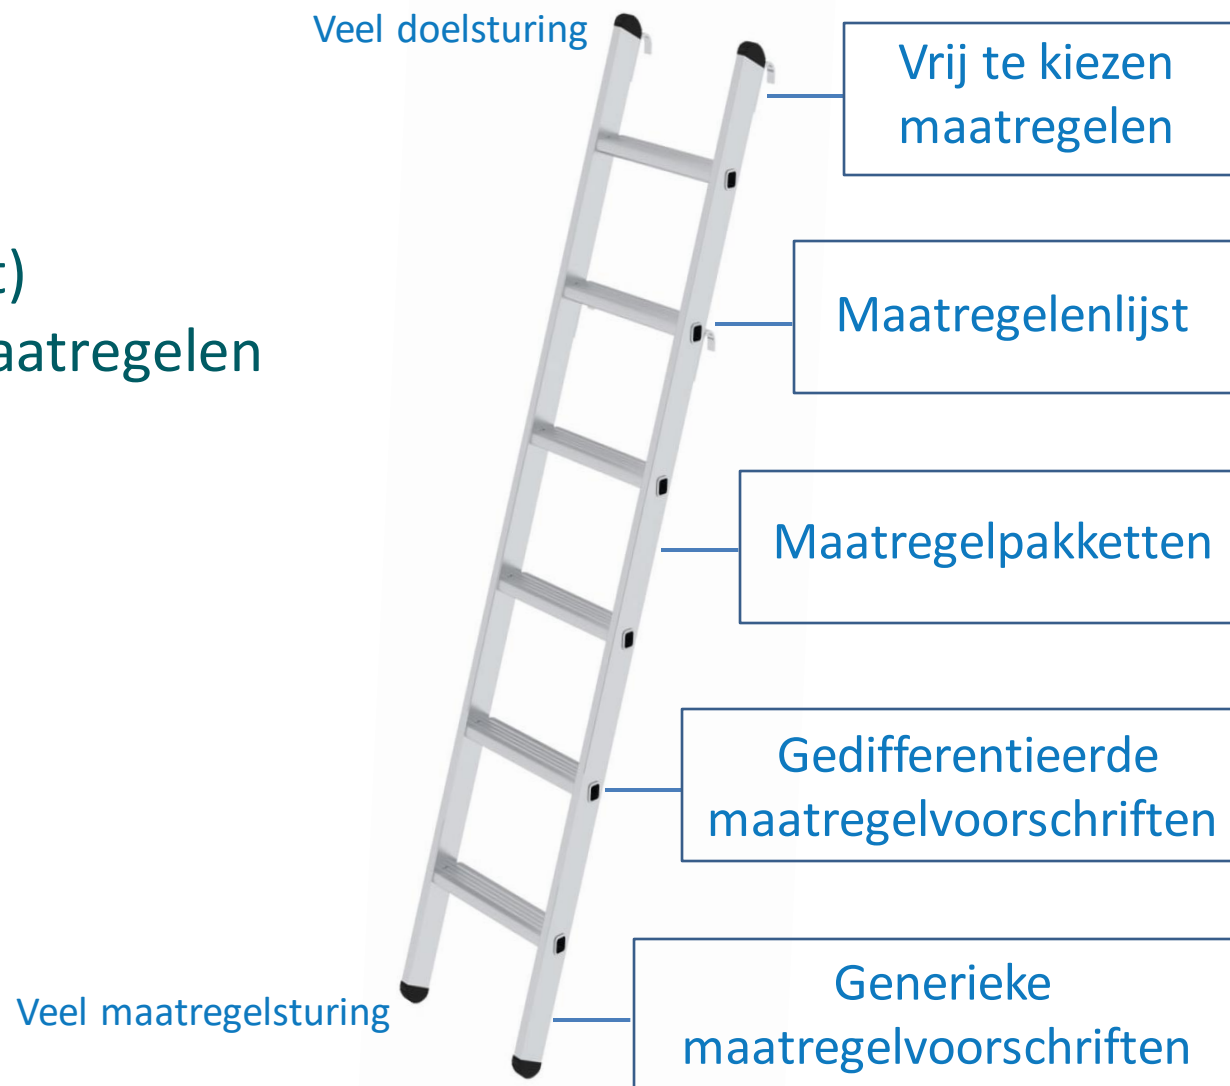 Veel doelsturing
Vrij te kiezen
maatregelen
t)
aatregelen
Maatregelenlijst
Maatregelpakketten
Gedifferentieerde
maatregelvoorschriften
Veel maatregelsturing
Generieke
maatregelvoorschriften